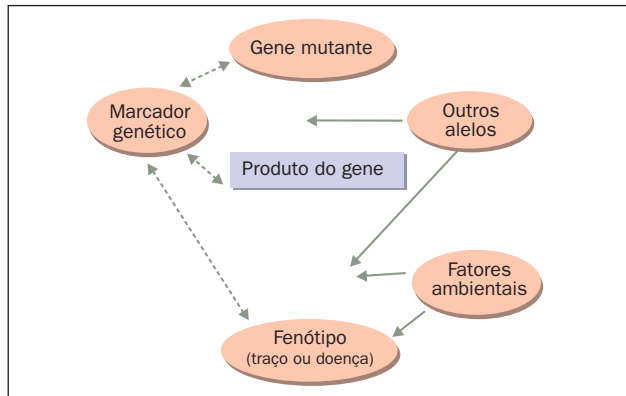 Gene mutante
Marcador
genético
Outros
alelos
Produto do gene
Fatores
ambientais
Fenótipo
(traço ou doença)